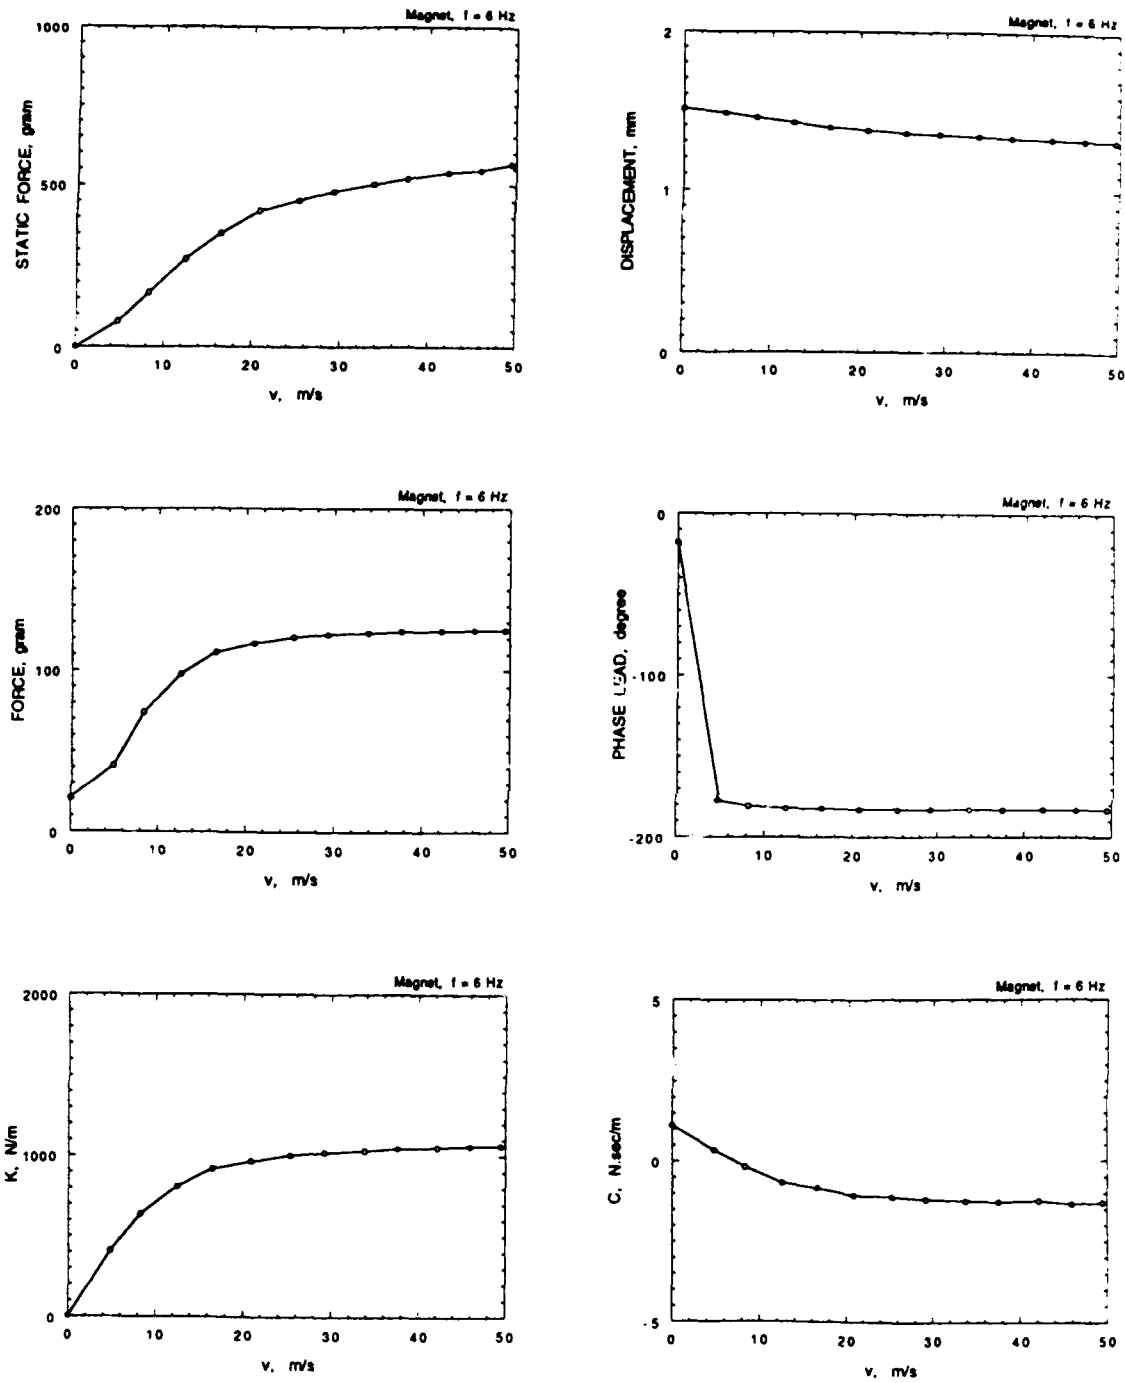 Magnet, f = 6 Hz
1000
500
0
STATIC FORCE, gram
0 10 20 30 40 50
v, m/s
Magnet, f = 6 Hz
2
1
0
DISPLACEMENT, mm
0 10 20 30 40 50
v, m/s
Magnet, f = 6 Hz
200
100
0
FORCE, gram
0 10 20 30 40 50
v, m/s
Magnet, f = 6 Hz
0
-100
-200
PHASE LEAD, degree
0 10 20 30 40 50
v, m/s
Magnet, f = 6 Hz
2000
1000
0
K, N/m
0 10 20 30 40 50
v, m/s
Magnet, f = 6 Hz
5
0
-5
C, N.sec/m
0 10 20 30 40 50
v, m/s